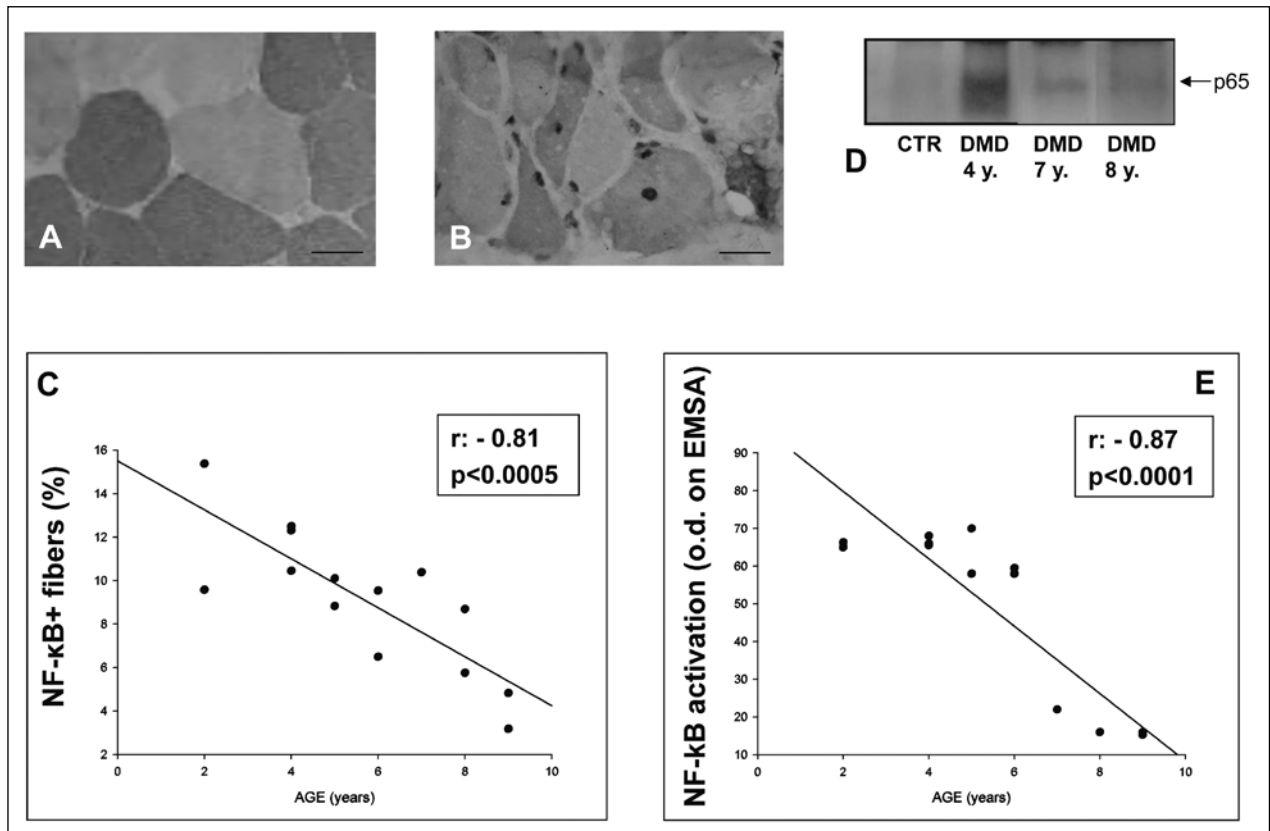 A
B
p65
CTR DMD DMD DMD
4 y. 7 y. 8 y.
D
C
r: - 0.81
p<0.0005
NF-κB+ fibers (%)
16
14
12
10
8
6
4
2
0 2 4 6 8 10
AGE (years)
E
r: - 0.87
p<0.0001
NF-kB activation (o.d. on EMSA)
90
80
70
60
50
40
30
20
10
0 2 4 6 8 10
AGE (years)